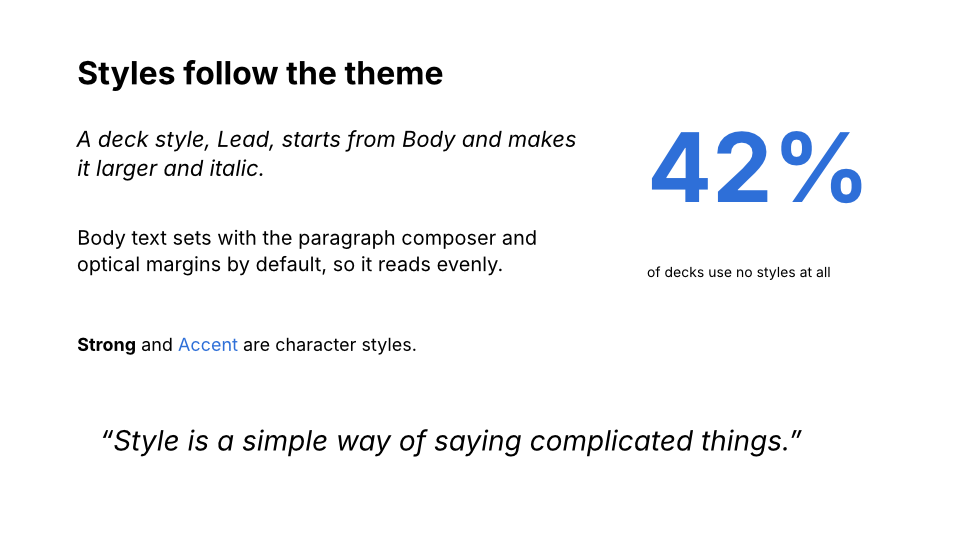 Styles follow the theme
A deck style, Lead, starts from Body and makes
it larger and italic.
42%
Body text sets with the paragraph composer and
optical margins by default, so it reads evenly.
of decks use no styles at all
Strong and Accent are character styles.
“Style is a simple way of saying complicated things.”